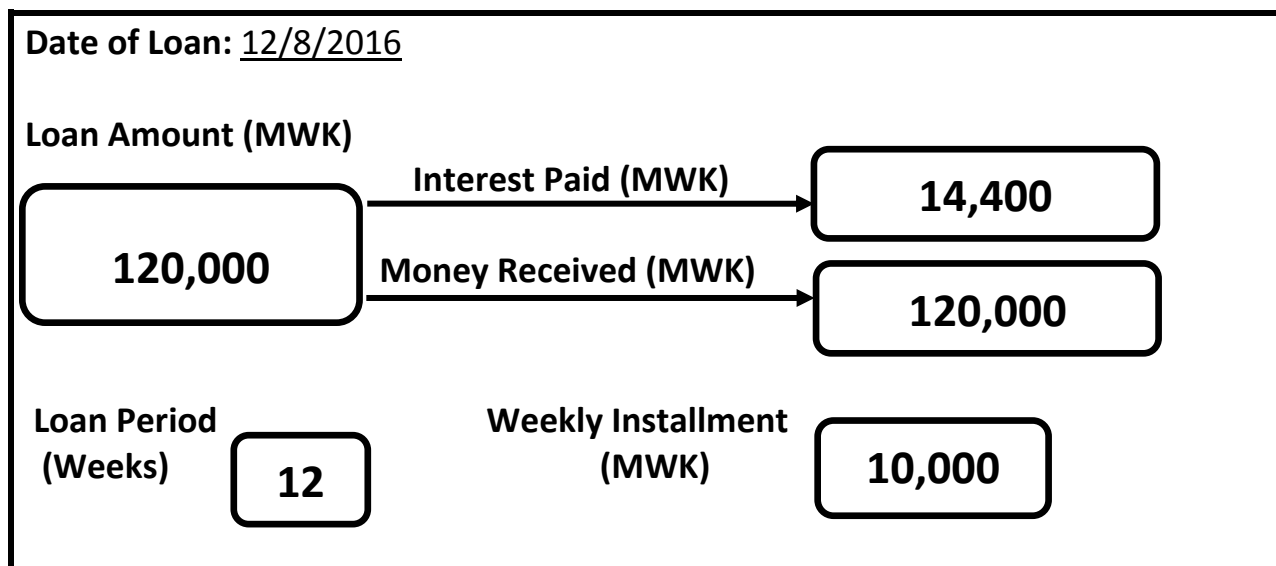 Date of Loan: 12/8/2016
Loan Amount (MWK)
Interest Paid (MWK)
14,400
120,000
Money Received (MWK)
120,000
Loan Period
(Weeks)
12
Weekly Installment
(MWK)
10,000